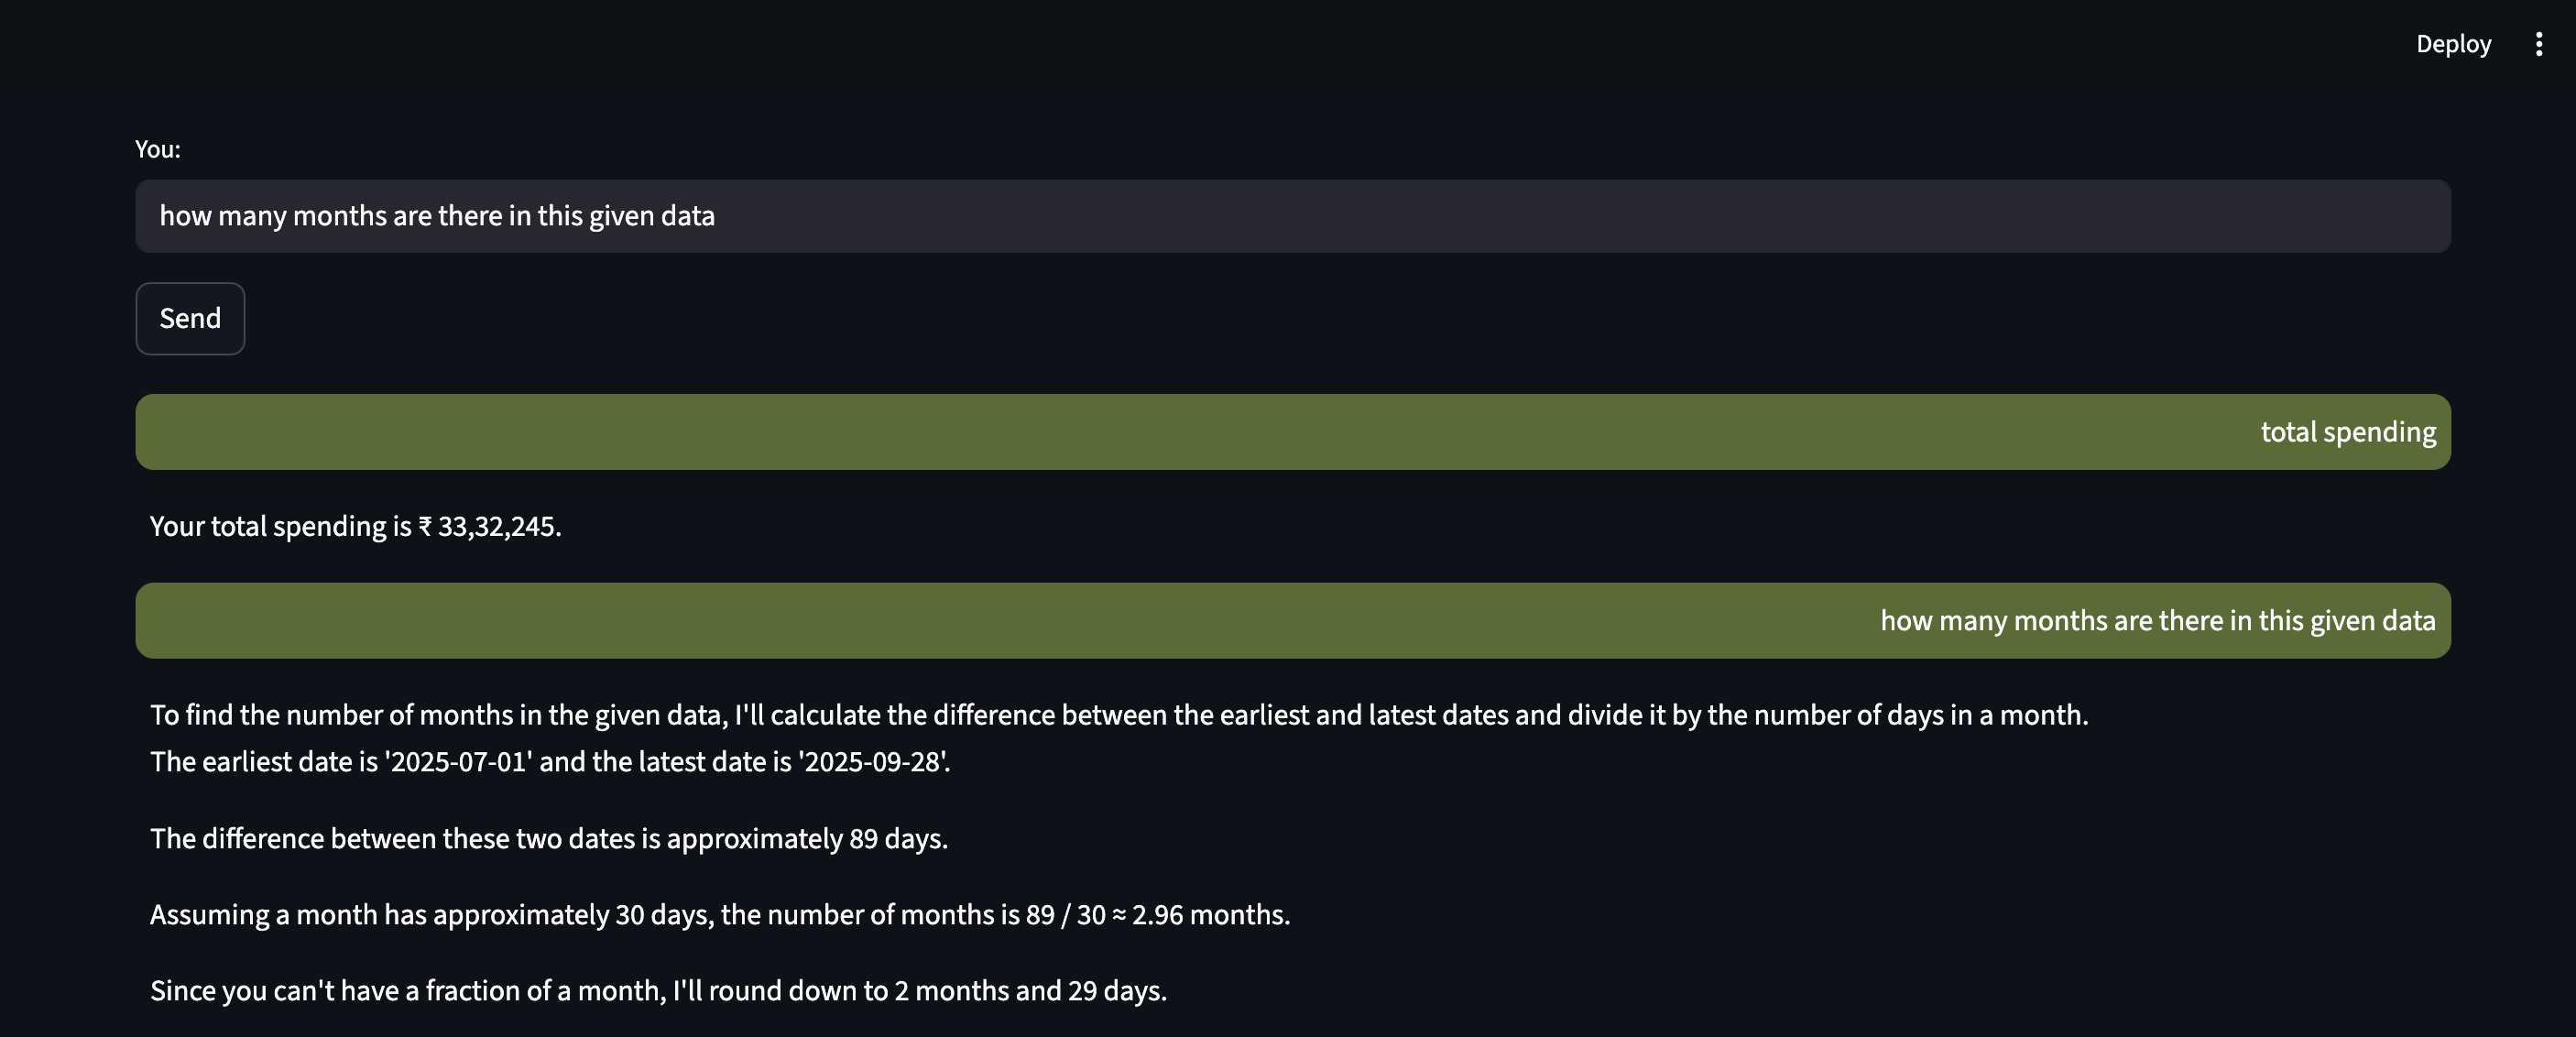 Deploy
You:
how many months are there in this given data
Send
total spending
Your total spending is ₹ 33,32,245.
how many months are there in this given data
To find the number of months in the given data, I'll calculate the difference between the earliest and latest dates and divide it by the number of days in a month.
The earliest date is '2025-07-01' and the latest date is '2025-09-28'.
The difference between these two dates is approximately 89 days.
Assuming a month has approximately 30 days, the number of months is 89 / 30 ≈ 2.96 months.
Since you can't have a fraction of a month, I'll round down to 2 months and 29 days.